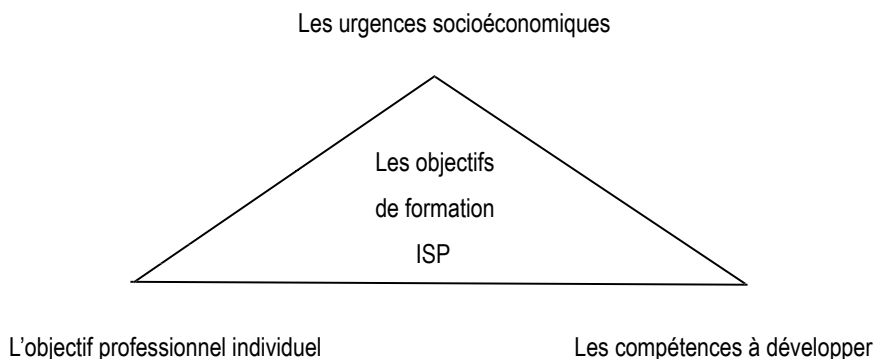 Les urgences socioéconomiques
Les objectifs
de formation
ISP
L'objectif professionnel individuel
Les compétences à développer